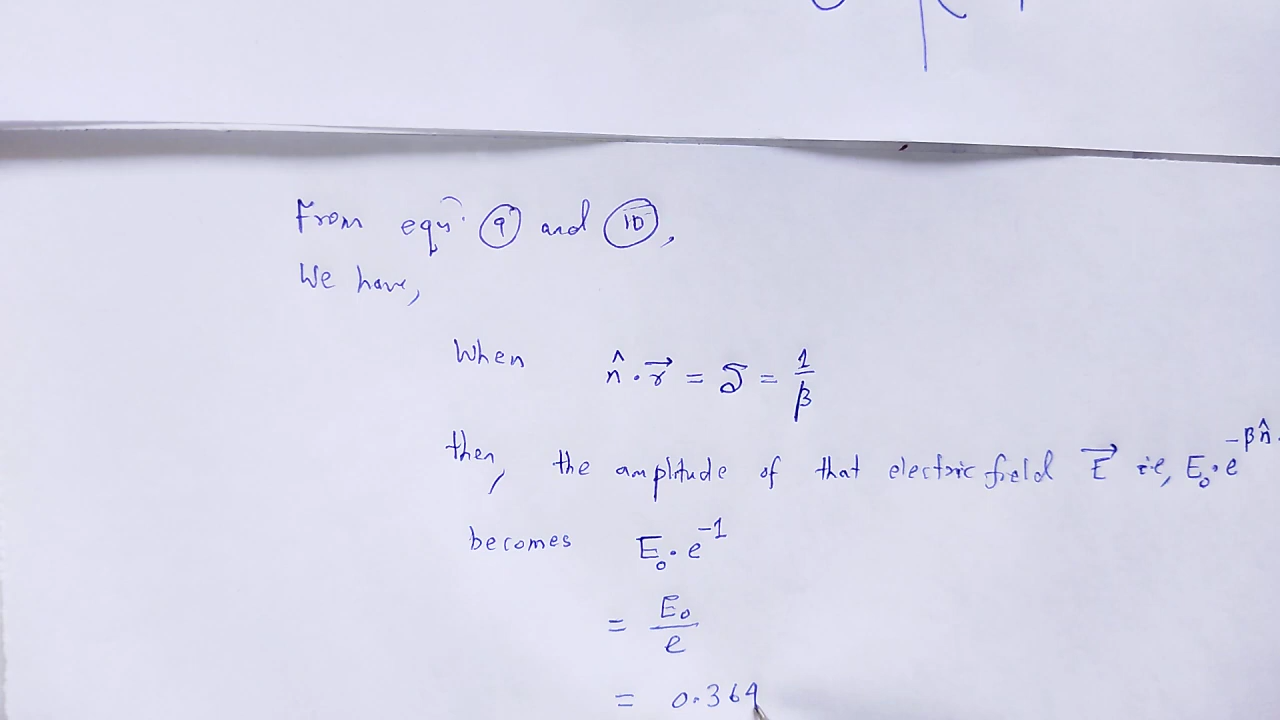 From eqn. 9 and 10,
We have,
When n̂ · r⃗ = δ = 1/β
then, the amplitude of that electric field E⃗ ie, E₀·e^(-βn̂.
becomes E₀·e^(-1)
= E₀/e
= 0.364